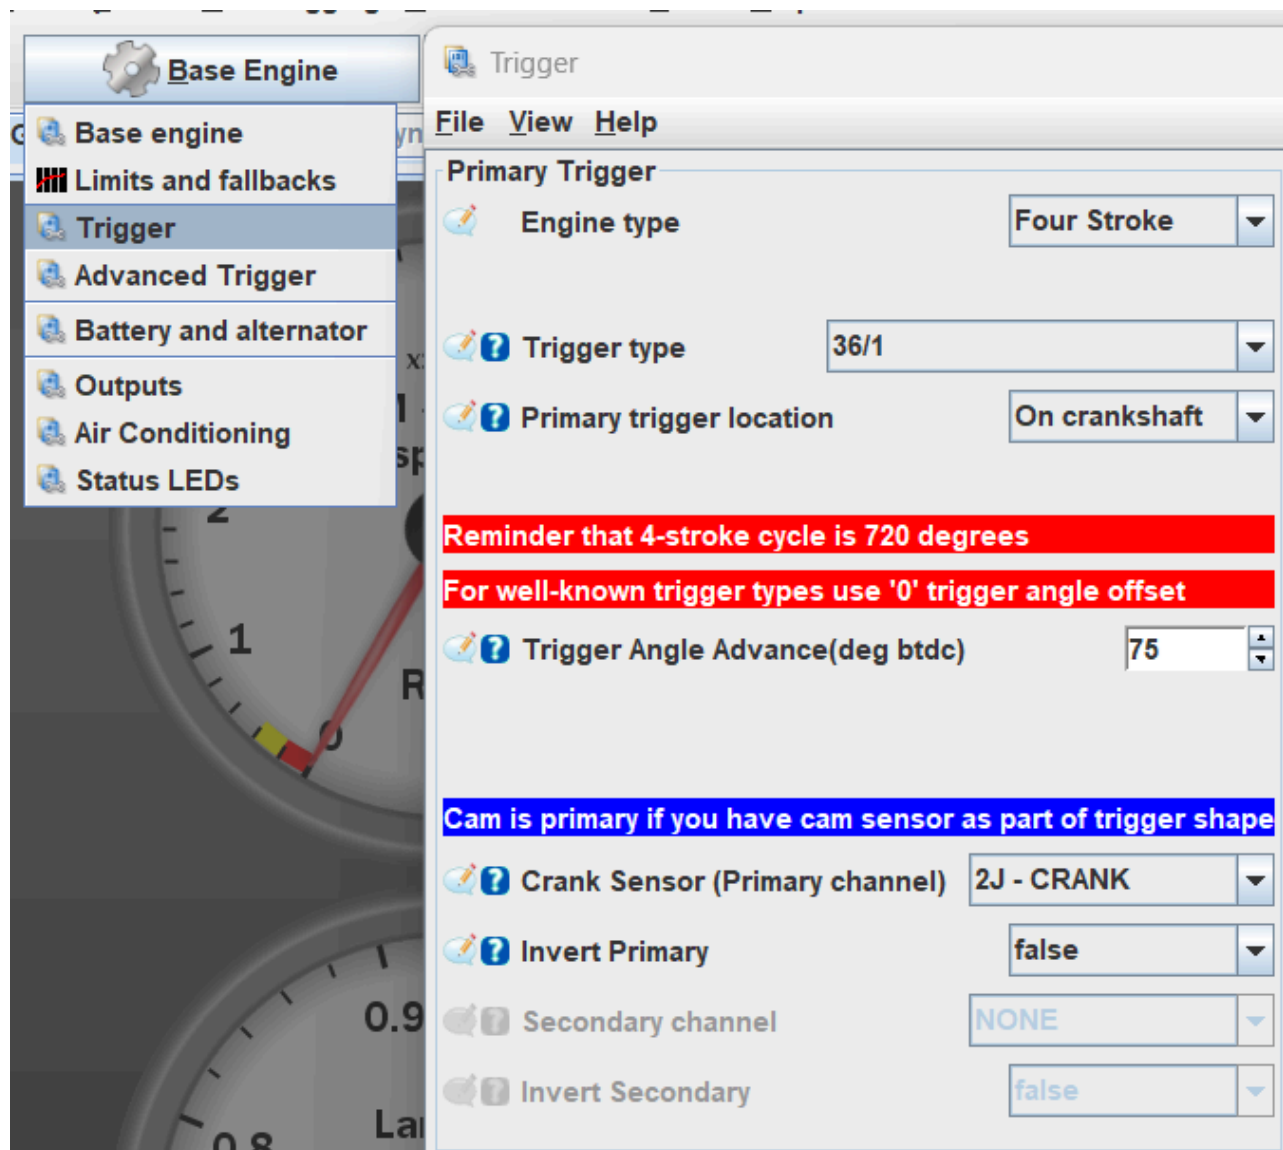 Base Engine
Base engine
Limits and fallbacks
Trigger
Advanced Trigger
Battery and alternator
Outputs
Air Conditioning
Status LEDs
2
1
0
0.9
0.8
Trigger
File View Help
Primary Trigger
Engine type Four Stroke
Trigger type 36/1
Primary trigger location On crankshaft
Reminder that 4-stroke cycle is 720 degrees
For well-known trigger types use '0' trigger angle offset
Trigger Angle Advance(deg btdc) 75
Cam is primary if you have cam sensor as part of trigger shape
Crank Sensor (Primary channel) 2J - CRANK
Invert Primary false
Secondary channel NONE
Invert Secondary false